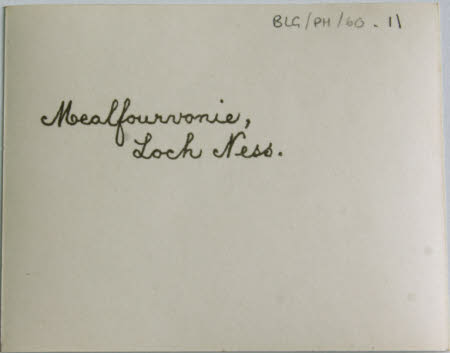 BLG/PH/60.11
Mealfourvonie,
Loch Ness.